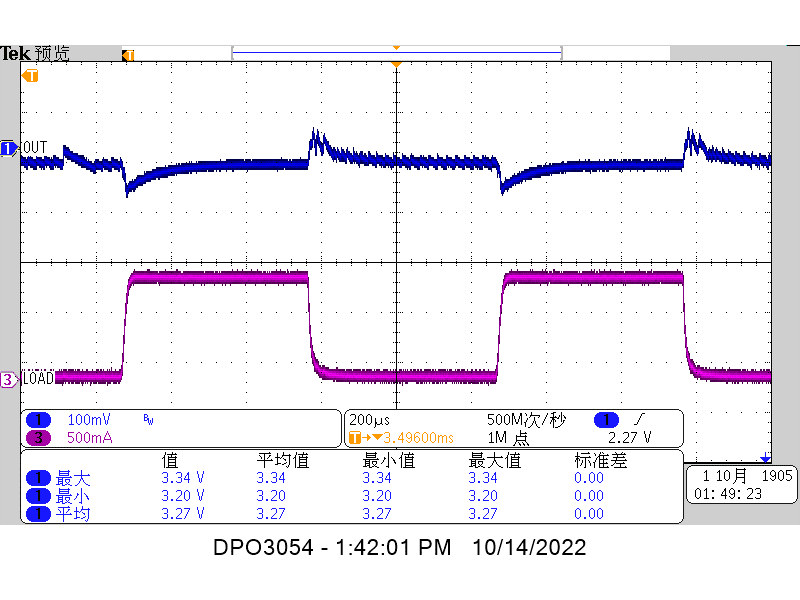 Tek 预览
T
T
1 OUT
3 LOAD
1 100mV BW
3 500mA
200µs 500M次/秒 1
T→▼3.49600ms 1M 点 2.27 V
值 平均值 最小值 最大值 标准差
1 最大 3.34 V 3.34 3.34 3.34 0.00
1 最小 3.20 V 3.20 3.20 3.20 0.00
1 平均 3.27 V 3.27 3.27 3.27 0.00
1 10月 1905
01:49:23
DPO3054 - 1:42:01 PM 10/14/2022